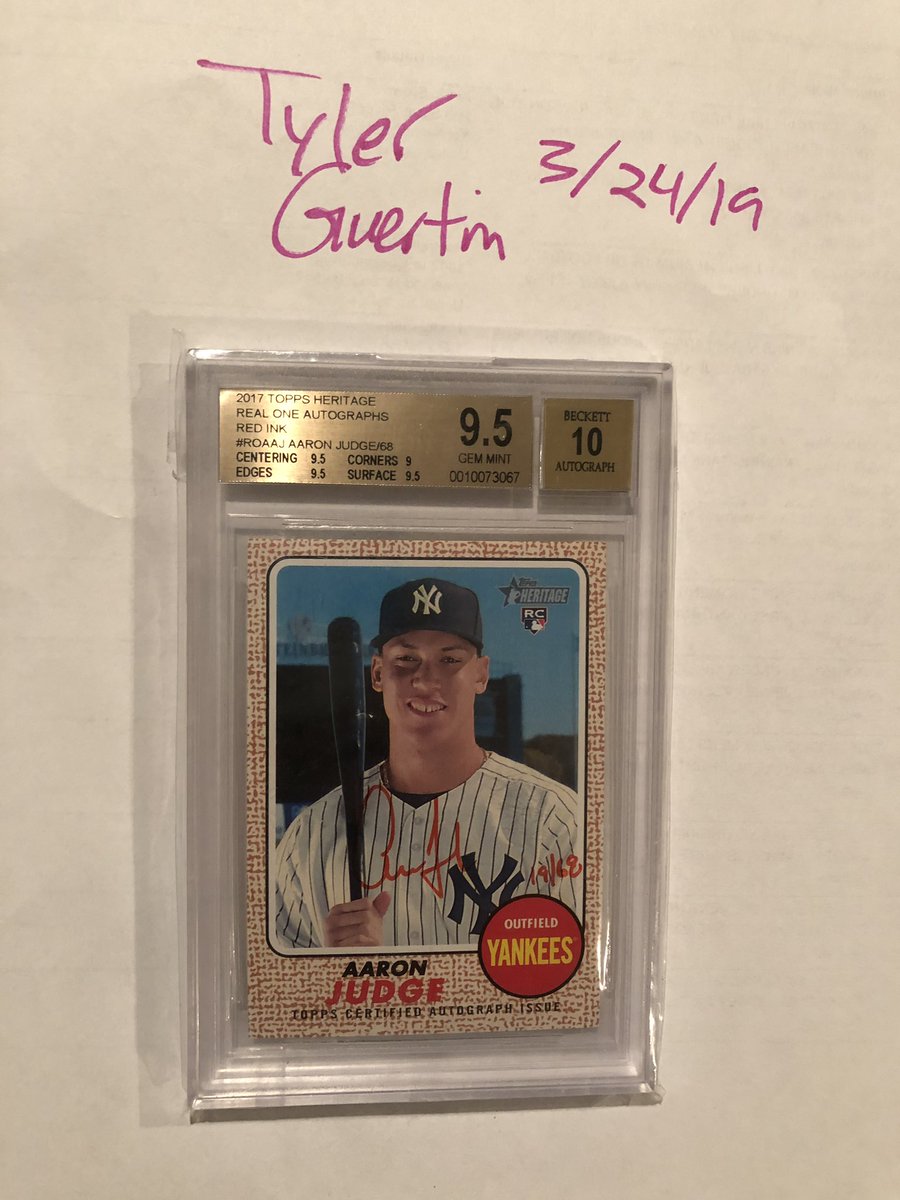 Tyler
Guertin 3/24/19
2017 TOPPS HERITAGE
REAL ONE AUTOGRAPHS
RED INK
#ROAAJ AARON JUDGE/68
CENTERING 9.5 CORNERS 9
EDGES 9.5 SURFACE 9.5
9.5
GEM MINT
0010073067
BECKETT
10
AUTOGRAPH
NY
TOPPS
HERITAGE
RC
NY
19/68
OUTFIELD
YANKEES
AARON
JUDGE
TOPPS CERTIFIED AUTOGRAPH ISSUE